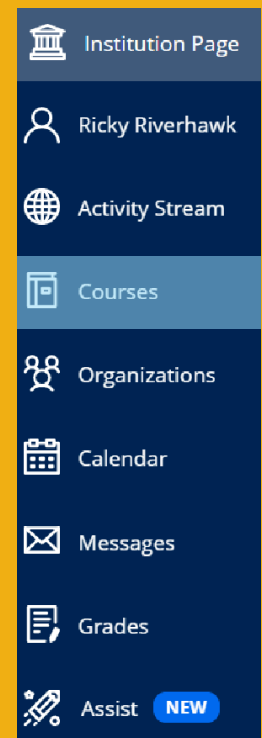 Institution Page
Ricky Riverhawk
Activity Stream
Courses
Organizations
Calendar
Messages
Grades
Assist NEW